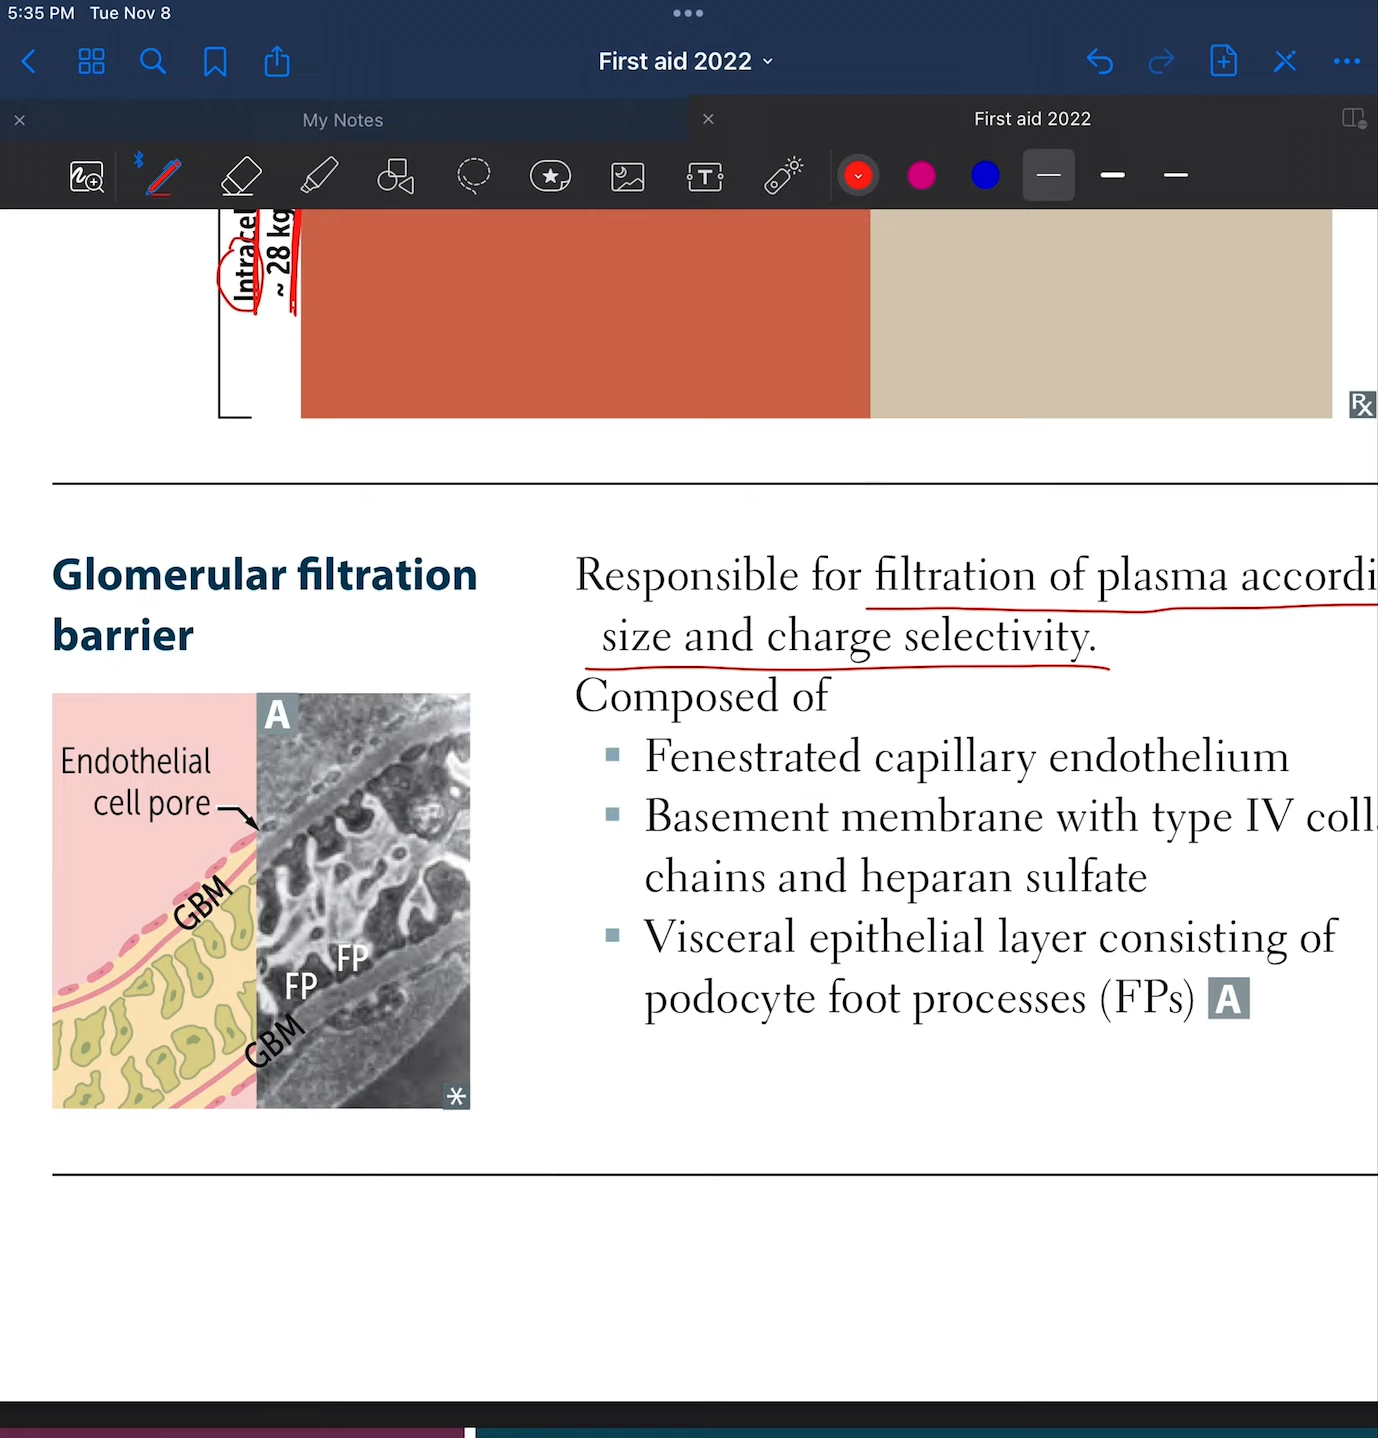 5:35 PM Tue Nov 8
First aid 2022
My Notes
First aid 2022
T
Intracel
~ 28 kg
Rx
Glomerular filtration
barrier
Responsible for filtration of plasma accordi
size and charge selectivity.
Composed of
Fenestrated capillary endothelium
Basement membrane with type IV coll
chains and heparan sulfate
Visceral epithelial layer consisting of
podocyte foot processes (FPs) A
A
Endothelial
cell pore
GBM
FP
FP
GBM
*